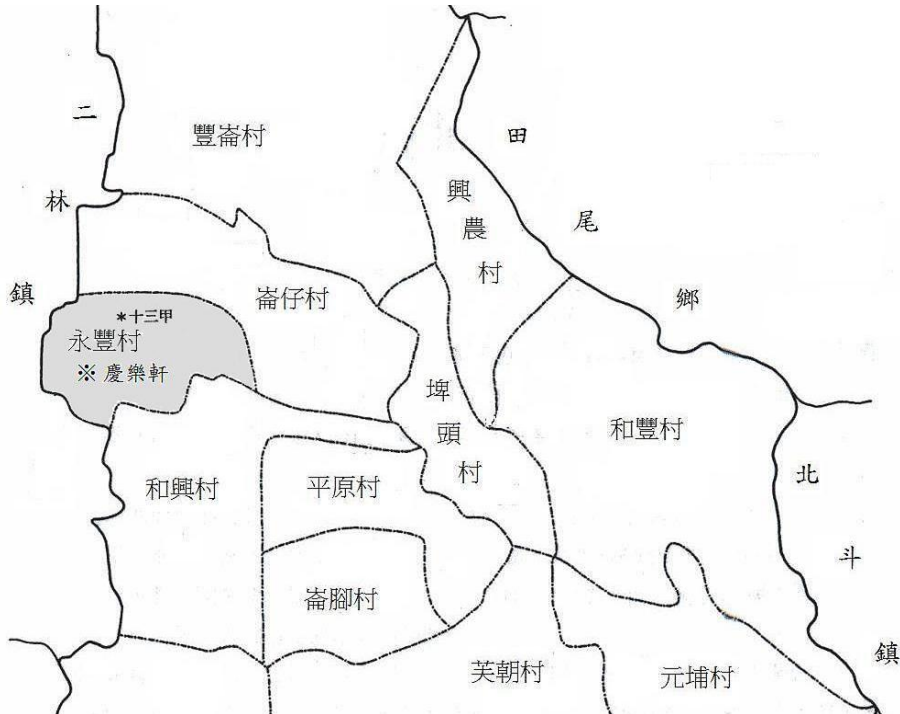 二林鎮
豐崙村
田尾鄉
興農村
崙仔村
*十三甲
永豐村
※ 慶樂軒
埤頭村
和豐村
北斗鎮
和興村
平原村
崙腳村
芙朝村
元埔村